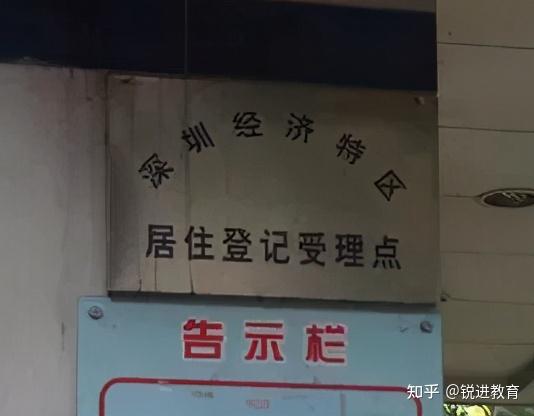 深圳经济特区
居住登记受理点
告示栏
知乎 @锐进教育